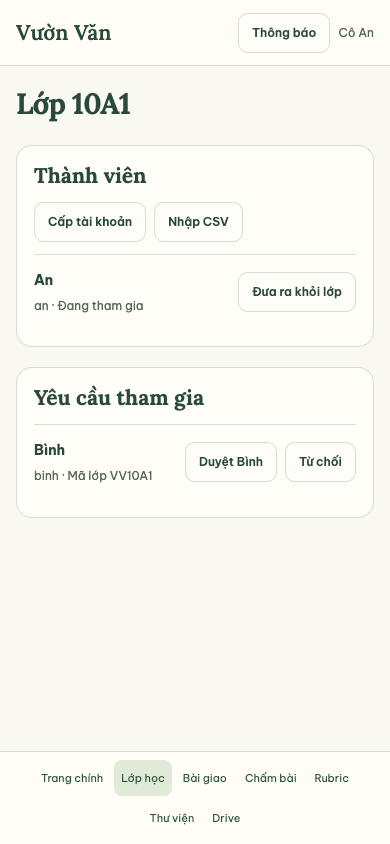 Vườn Văn
Thông báo
Cô An
Lớp 10A1
Thành viên
Cấp tài khoản
Nhập CSV
An
an · Đang tham gia
Đưa ra khỏi lớp
Yêu cầu tham gia
Bình
binh · Mã lớp VV10A1
Duyệt Bình
Từ chối
Trang chính
Lớp học
Bài giao
Chấm bài
Rubric
Thư viện
Drive